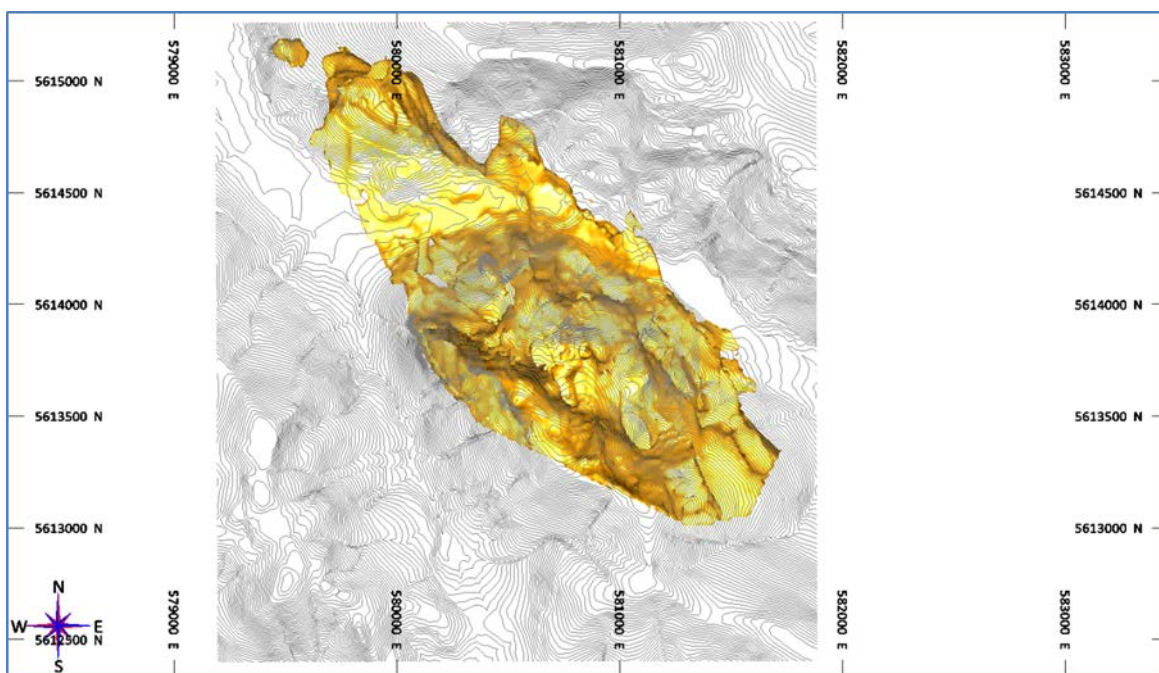 579000 E
580000 E
581000 E
582000 E
583000 E
5615000 N
5614500 N
5614500 N
5614000 N
5614000 N
5613500 N
5613500 N
5613000 N
5613000 N
N
W E
S
5612500 N
579000 E
580000 E
581000 E
582000 E
583000 E